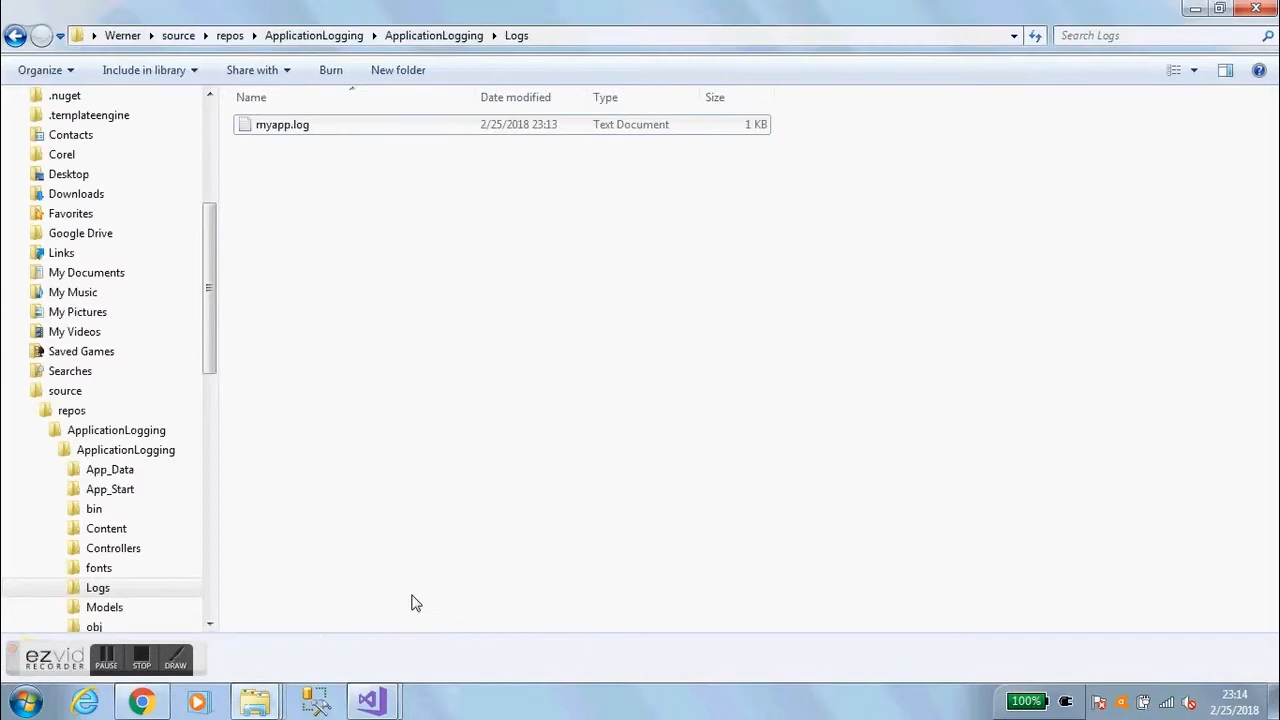 Werner source repos ApplicationLogging ApplicationLogging Logs
Search Logs
Organize Include in library Share with Burn New folder
Name Date modified Type Size
myapp.log 2/25/2018 23:13 Text Document 1 KB
.nuget
.templateengine
Contacts
Corel
Desktop
Downloads
Favorites
Google Drive
Links
My Documents
My Music
My Pictures
My Videos
Saved Games
Searches
source
repos
ApplicationLogging
ApplicationLogging
App_Data
App_Start
bin
Content
Controllers
fonts
Logs
Models
obj
ezvid
RECORDER
PAUSE STOP DRAW
100%
23:14
2/25/2018